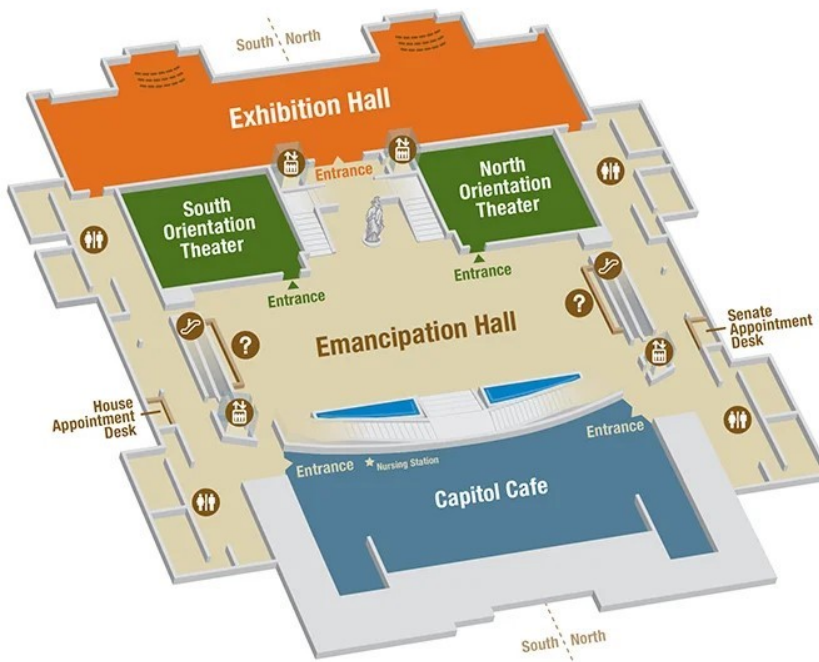 South North
Exhibition Hall
Entrance
South
Orientation
Theater
North
Orientation
Theater
Entrance
Entrance
Emancipation Hall
?
?
Senate
Appointment
Desk
House
Appointment
Desk
Entrance
Nursing Station
Entrance
Capitol Cafe
South North